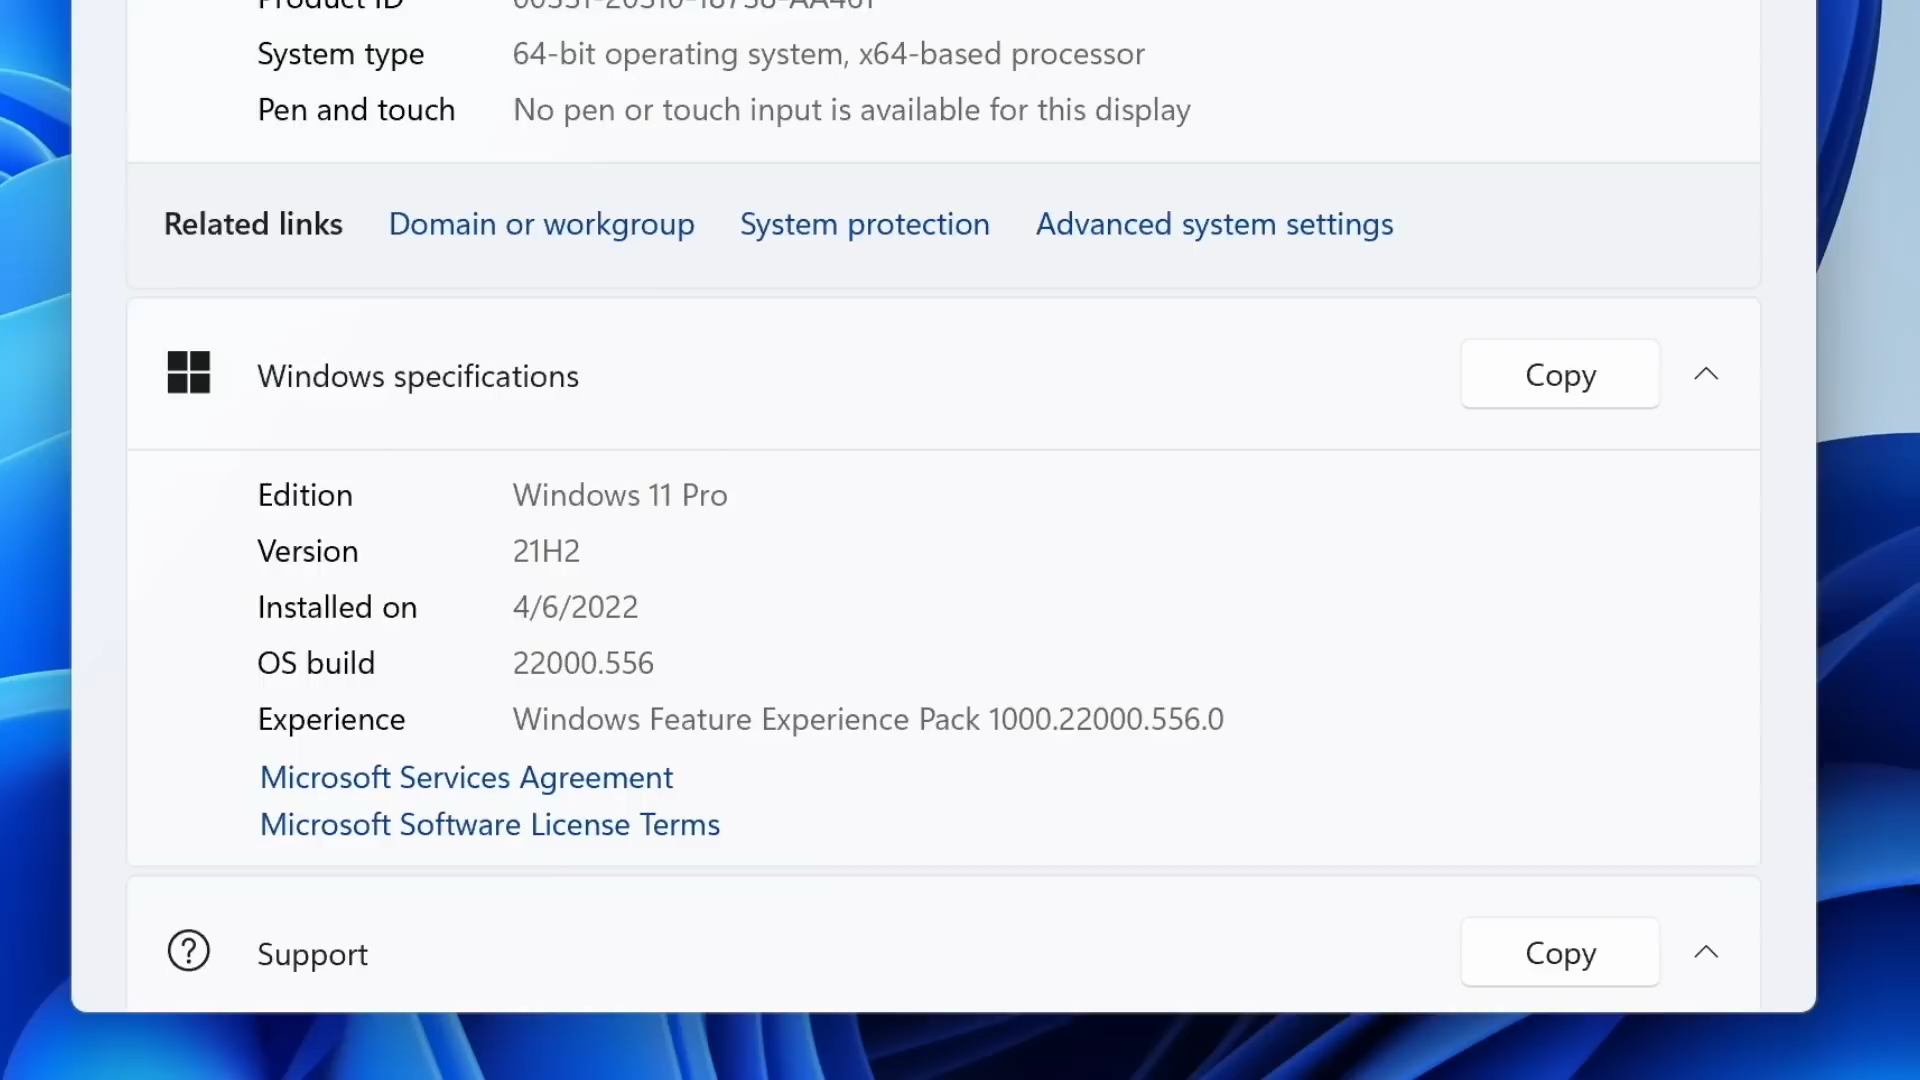 System type 64-bit operating system, x64-based processor
Pen and touch No pen or touch input is available for this display
Related links Domain or workgroup System protection Advanced system settings
Windows specifications Copy
Edition Windows 11 Pro
Version 21H2
Installed on 4/6/2022
OS build 22000.556
Experience Windows Feature Experience Pack 1000.22000.556.0
Microsoft Services Agreement
Microsoft Software License Terms
Support Copy